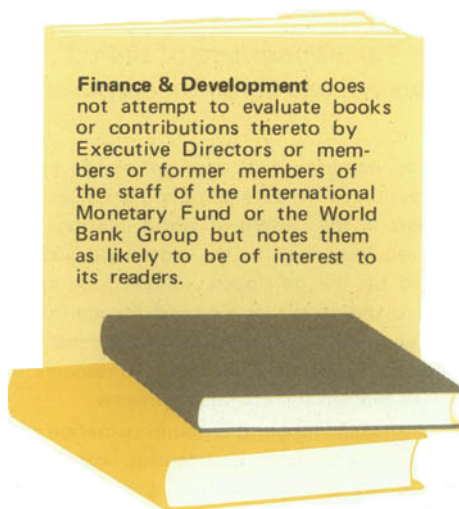 Finance & Development does
not attempt to evaluate books
or contributions thereto by
Executive Directors or mem-
bers or former members of
the staff of the International
Monetary Fund or the World
Bank Group but notes them
as likely to be of interest to
its readers.